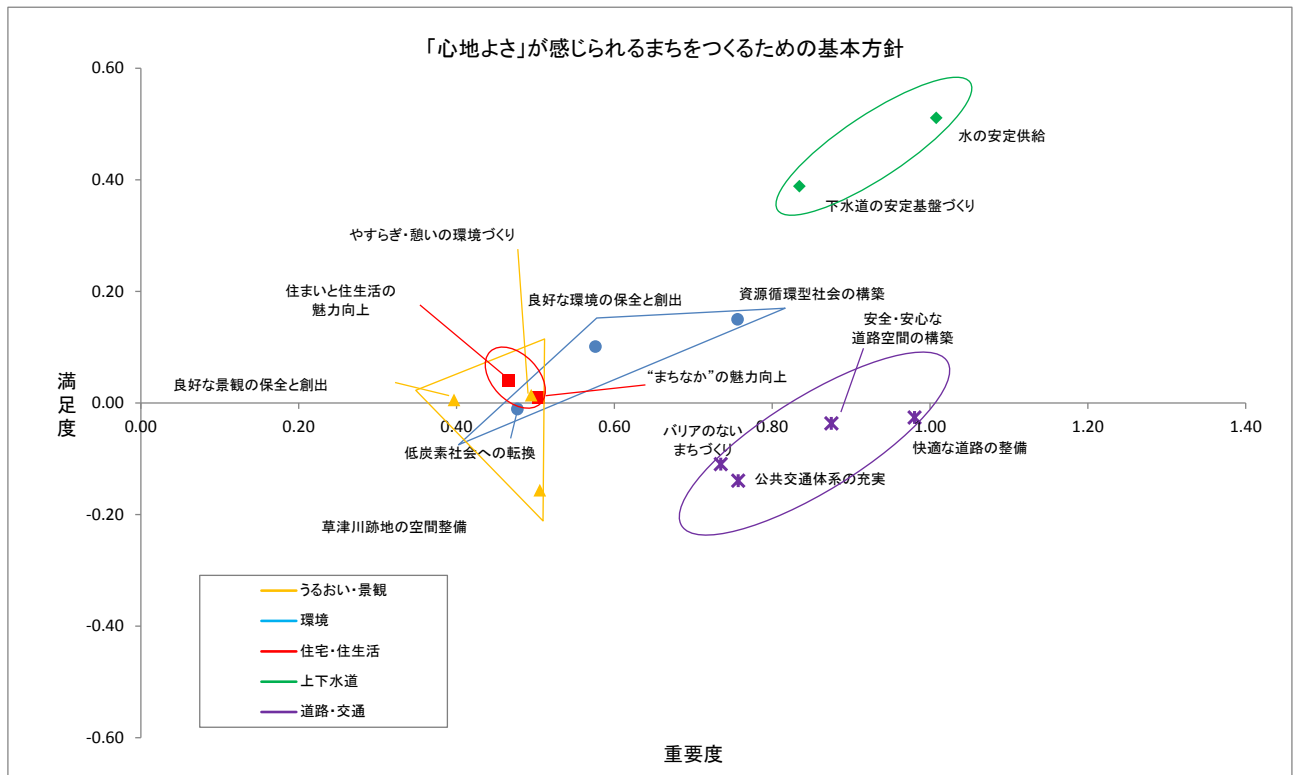 「心地よさ」が感じられるまちをつくるための基本方針
0.60
0.40
0.20
0.00
-0.20
-0.40
-0.60
満足度
0.00
0.20
0.40
0.60
0.80
1.00
1.20
1.40
重要度
水の安定供給
下水道の安定基盤づくり
やすらぎ・憩いの環境づくり
住まいと住生活の
魅力向上
良好な環境の保全と創出
資源循環型社会の構築
安全・安心な
道路空間の構築
良好な景観の保全と創出
“まちなか”の魅力向上
低炭素社会への転換
バリアのない
まちづくり
快適な道路の整備
公共交通体系の充実
草津川跡地の空間整備
うるおい・景観
環境
住宅・住生活
上下水道
道路・交通